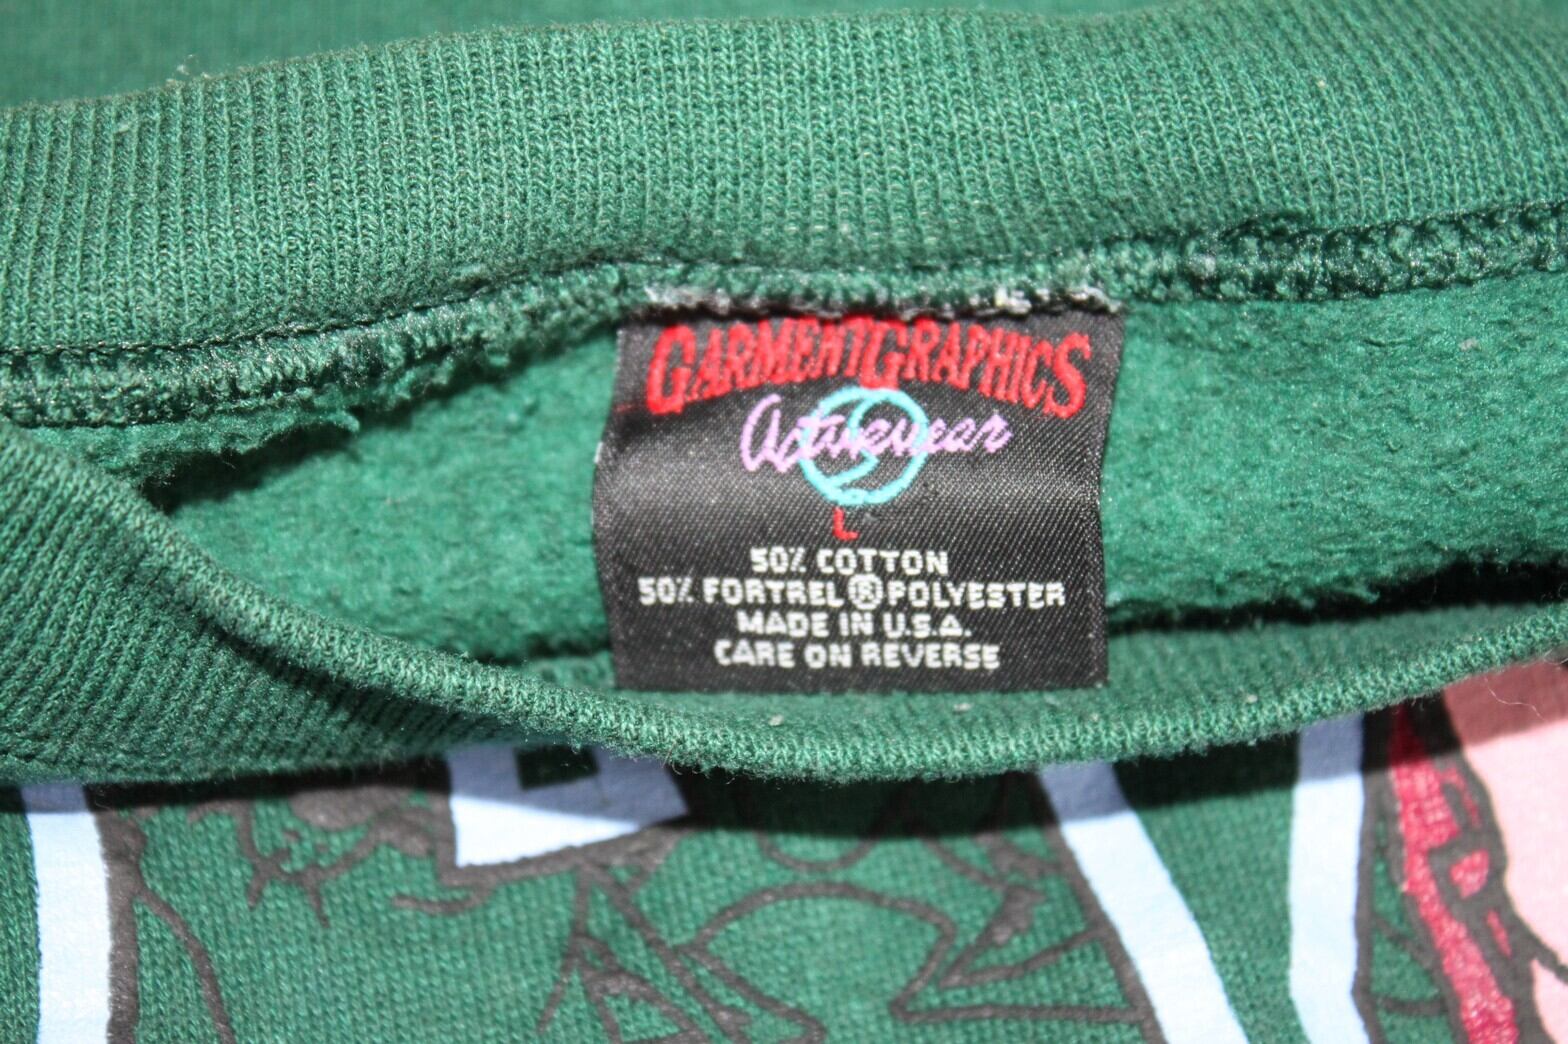 GARMENTGRAPHICS
Activewear
L
50% COTTON
50% FORTREL ® POLYESTER
MADE IN U.S.A.
CARE ON REVERSE